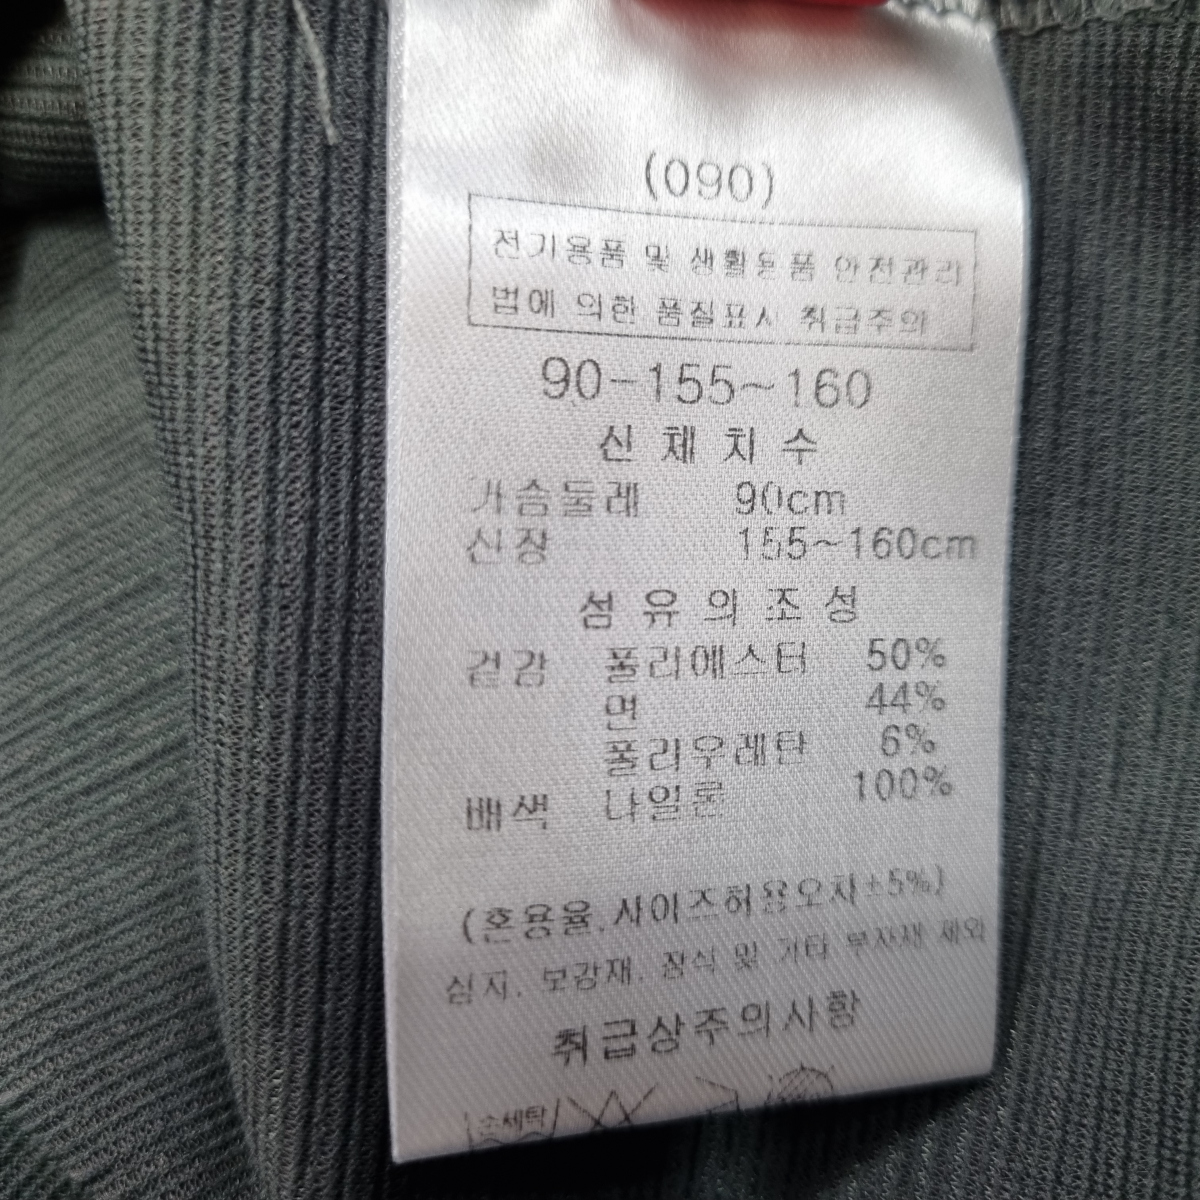 (090)
전기용품 및 생활용품 안전관리
법에 의한 품질표시 취급주의
90-155~160
신 체 치 수
가슴둘레 90cm
신장 155~160cm
섬 유 의 조 성
겉감 폴리에스터 50%
면 44%
폴리우레탄 6%
배색 나일론 100%
(혼용율,사이즈허용오차±5%)
심지, 보강재, 장식 및 기타 부자재 제외
취급상주의사항
손세탁